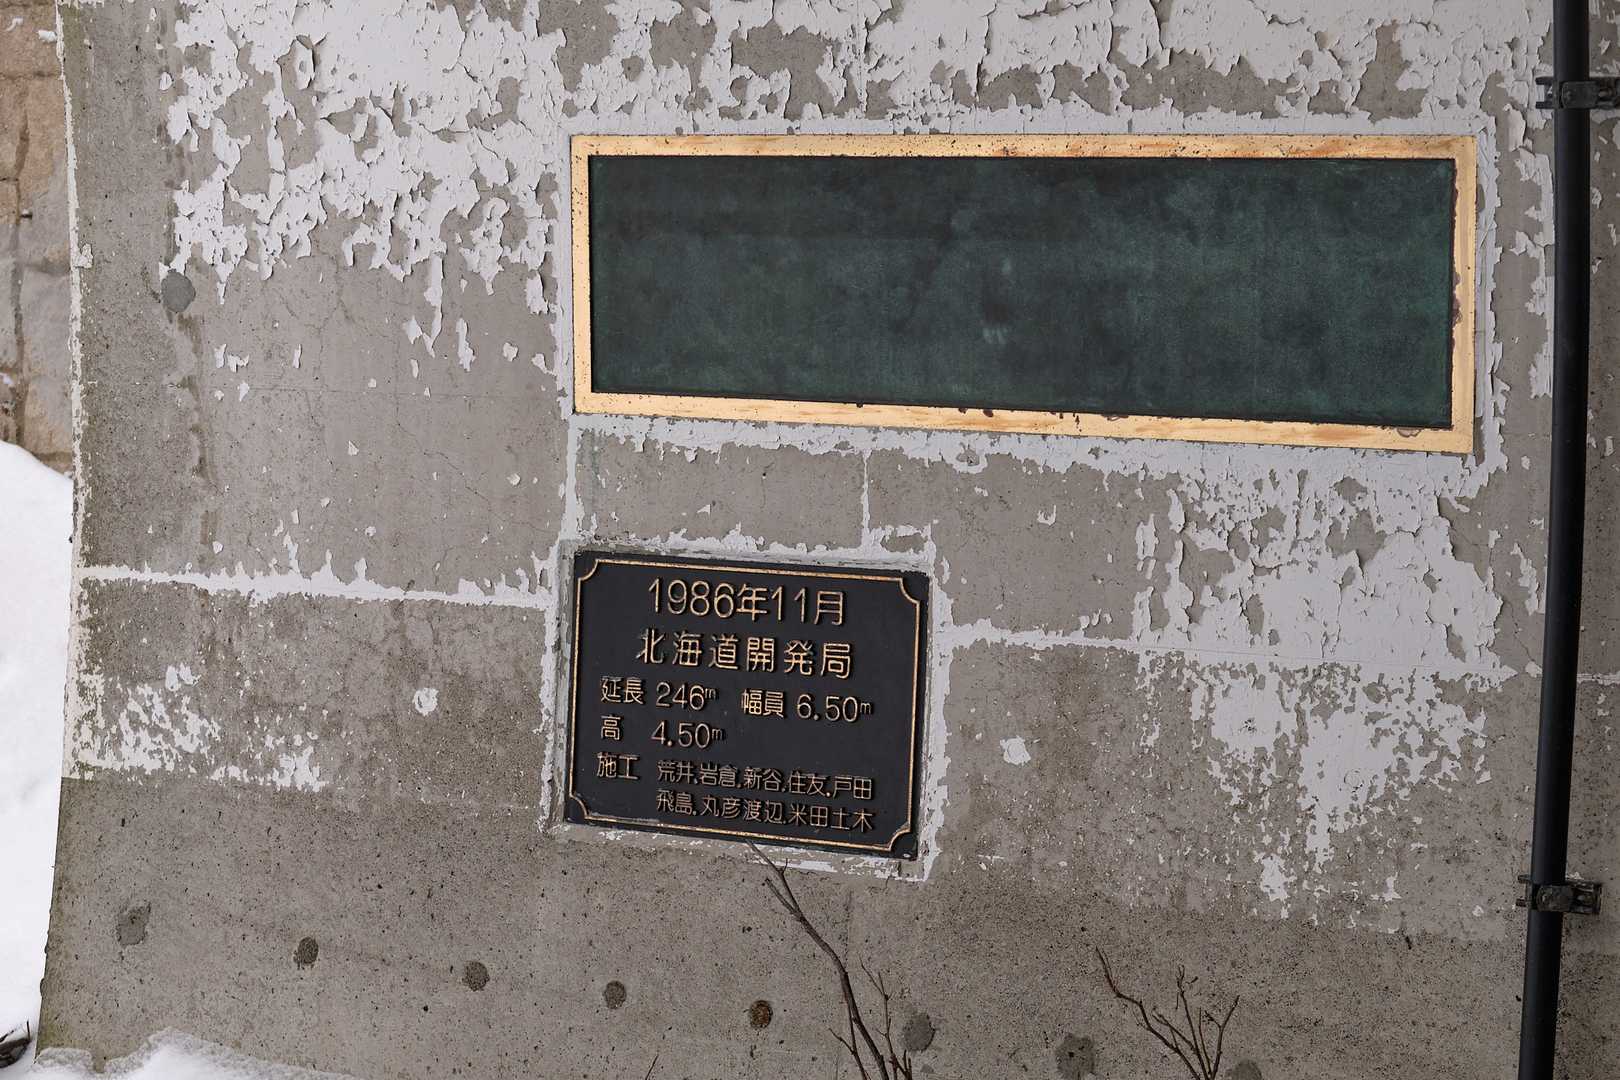 1986年11月
北海道開発局
延長 246m 幅員 6.50m
高 4.50m
施工 荒井,岩倉,新谷,住友,戸田
飛島,丸彦渡辺,米田土木